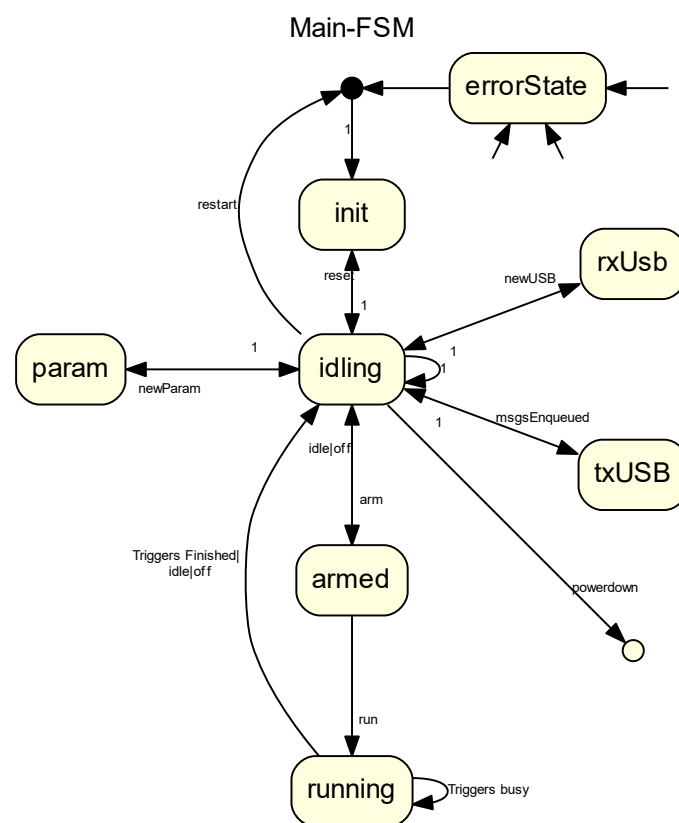 Main-FSM
errorState
1
init
restart
reset
1
newUSB
rxUsb
1
param
newParam
idling
1
1
msgsEnqueued
1
txUSB
idle|off
arm
Triggers Finished|
idle|off
armed
powerdown
run
running
Triggers busy